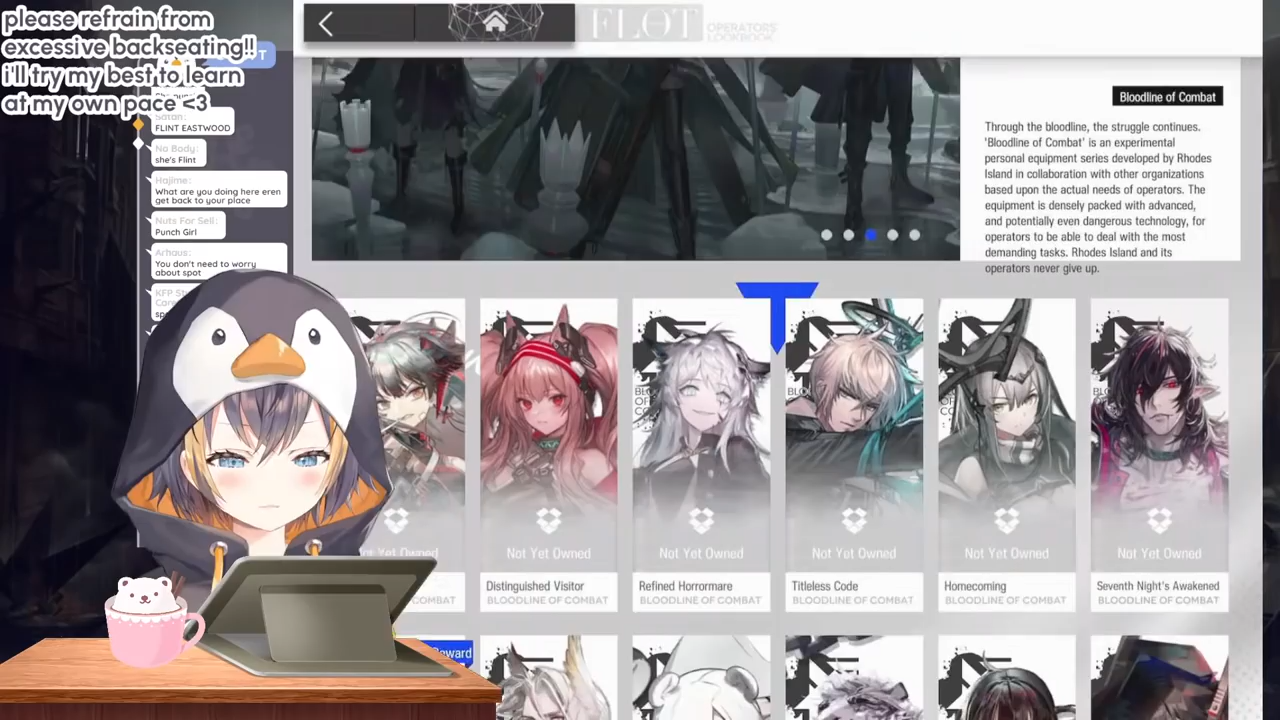 please refrain from
excessive backseating!!
i'll try my best to learn
at my own pace <3
Satan:
FLINT EASTWOOD
No Body:
she's Flint
Hajime:
What are you doing here eren
get back to your place
Nuts For Sell:
Punch Girl
Arhaus:
You don't need to worry
about spot
FLOT
OPERATORS'
LOOKBOOK
Bloodline of Combat
Through the bloodline, the struggle continues.
'Bloodline of Combat' is an experimental
personal equipment series developed by Rhodes
Island in collaboration with other organizations
based upon the actual needs of operators. The
equipment is densely packed with advanced,
and potentially even dangerous technology, for
operators to be able to deal with the most
demanding tasks. Rhodes Island and its
operators never give up.
Not Yet Owned
COMBAT
Not Yet Owned
Distinguished Visitor
BLOODLINE OF COMBAT
Not Yet Owned
Refined Horrormare
BLOODLINE OF COMBAT
Not Yet Owned
Titleless Code
BLOODLINE OF COMBAT
Not Yet Owned
Homecoming
BLOODLINE OF COMBAT
Not Yet Owned
Seventh Night's Awakened
BLOODLINE OF COMBAT